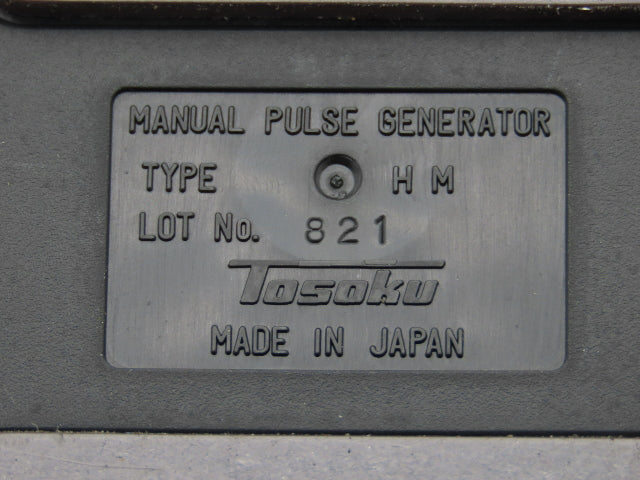 MANUAL PULSE GENERATOR
TYPE HM
LOT No. 821
Tosoku
MADE IN JAPAN